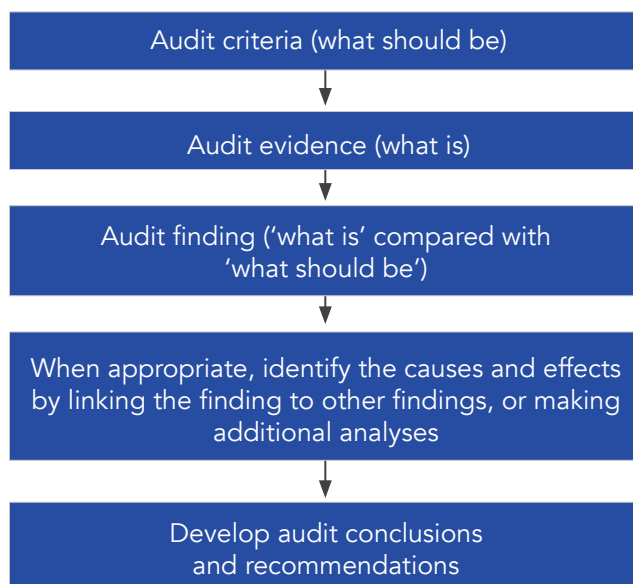 Audit criteria (what should be)
Audit evidence (what is)
Audit finding (‘what is’ compared with
‘what should be’)
When appropriate, identify the causes and effects
by linking the finding to other findings, or making
additional analyses
Develop audit conclusions
and recommendations